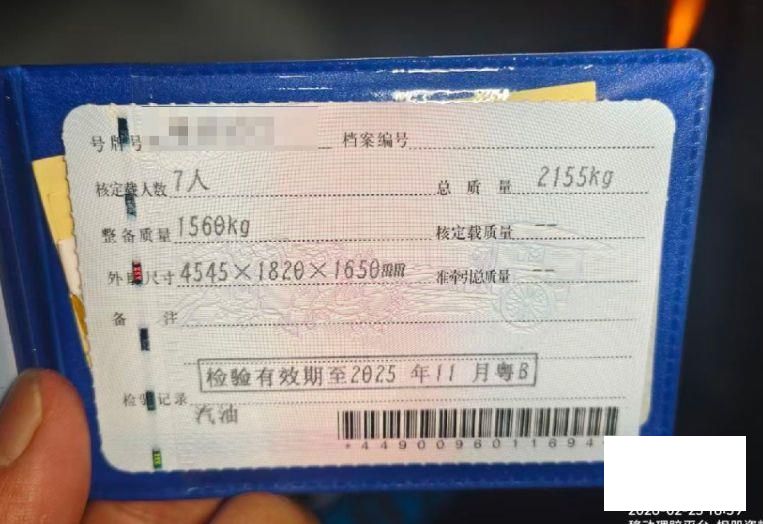 号牌号 档案编号
核定载人数 7人 总质量 2155kg
整备质量 1560kg 核定载质量 --
外廓尺寸 4545×1820×1650mm 准牵引总质量 --
备注
检验有效期至2025 年11 月粤B
检验记录
汽油
*4490096011694